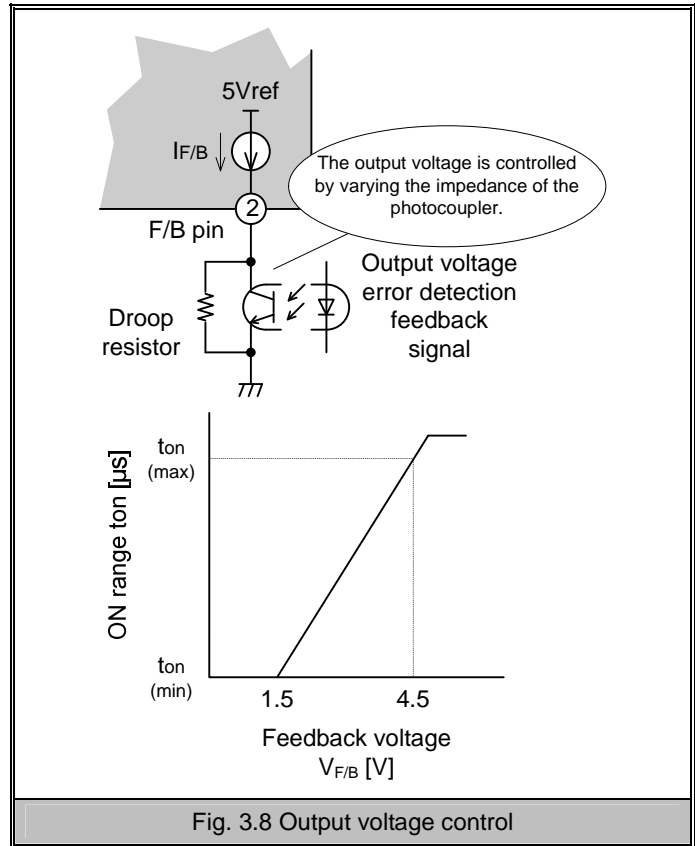 5Vref
IF/B
The output voltage is controlled
by varying the impedance of the
photocoupler.
2
F/B pin
Output voltage
error detection
feedback
signal
Droop
resistor
ton
(max)
ON range ton [μs]
ton
(min)
1.5
4.5
Feedback voltage
VF/B [V]
Fig. 3.8 Output voltage control